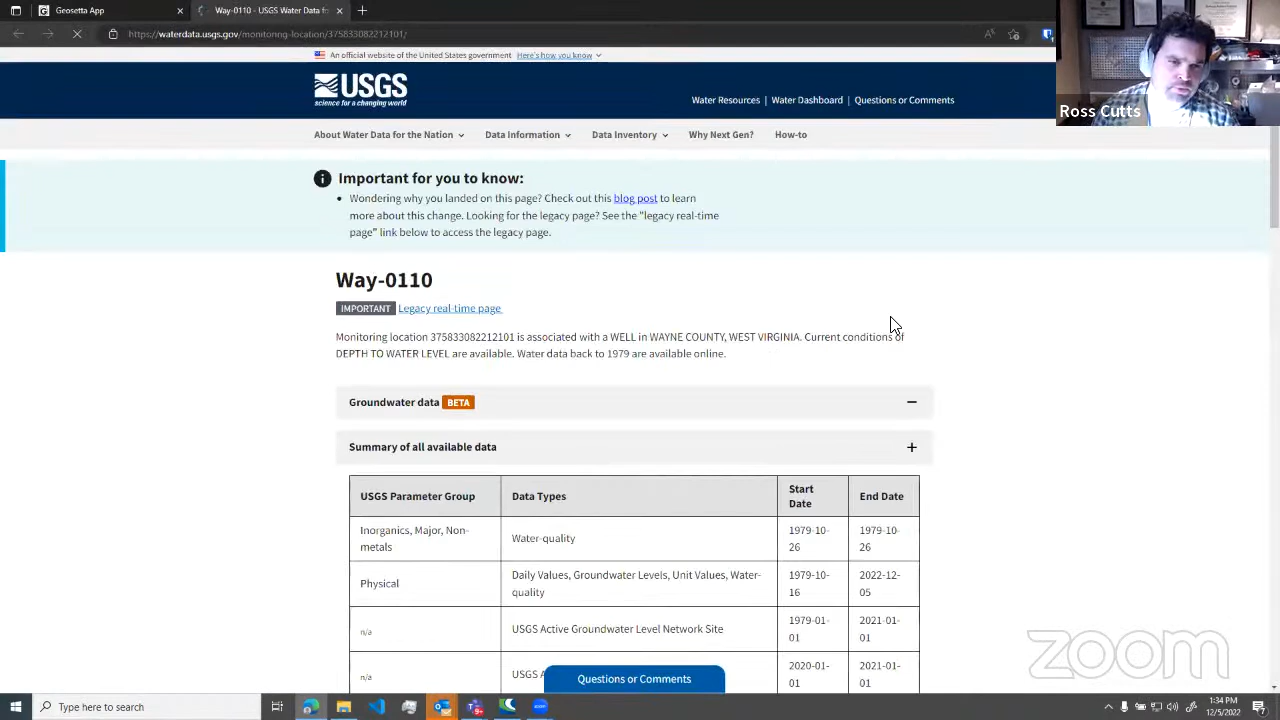 Geosetta App
Way-0110 - USGS Water Data for t
https://waterdata.usgs.gov/monitoring-location/375833082212101/
An official website of the United States government Here's how you know
USGS
science for a changing world
Water Resources | Water Dashboard | Questions or Comments
Ross Cutts
About Water Data for the Nation Data Information Data Inventory Why Next Gen? How-to
Important for you to know:
Wondering why you landed on this page? Check out this blog post to learn
more about this change. Looking for the legacy page? See the "legacy real-time
page" link below to access the legacy page.
Way-0110
IMPORTANT Legacy real-time page
Monitoring location 375833082212101 is associated with a WELL in WAYNE COUNTY, WEST VIRGINIA. Current conditions of
DEPTH TO WATER LEVEL are available. Water data back to 1979 are available online.
Groundwater data BETA
Summary of all available data
USGS Parameter Group Data Types Start Date End Date
Inorganics, Major, Non-metals Water-quality 1979-10-26 1979-10-26
Physical Daily Values, Groundwater Levels, Unit Values, Water-quality 1979-10-16 2022-12-05
n/a USGS Active Groundwater Level Network Site 1979-01-01 2021-01-01
n/a USGS A 2020-01-01 2021-01-01
Questions or Comments
zoom
Type here to search
1:34 PM
12/5/2022